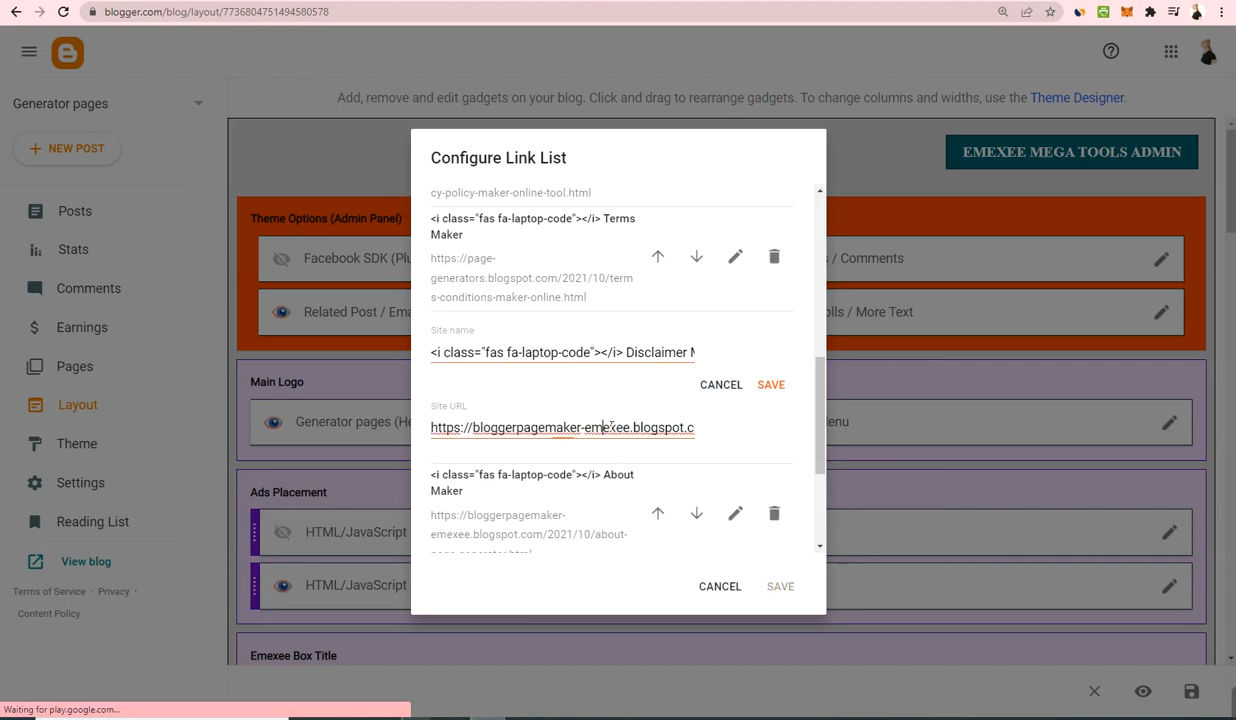 blogger.com/blog/layout/7736804751494580578
Generator pages
NEW POST
Posts
Stats
Comments
Earnings
Pages
Layout
Theme
Settings
Reading List
View blog
Terms of Service · Privacy ·
Content Policy
Add, remove and edit gadgets on your blog. Click and drag to rearrange gadgets. To change columns and widths, use the Theme Designer.
EMEXEE MEGA TOOLS ADMIN
Theme Options (Admin Panel)
Facebook SDK (Plu
s / Comments
Related Post / Ema
olls / More Text
Main Logo
Generator pages (He
Menu
Ads Placement
HTML/JavaScript
HTML/JavaScript
Emexee Box Title
Configure Link List
cy-policy-maker-online-tool.html
<i class="fas fa-laptop-code"></i> Terms
Maker
https://page-
generators.blogspot.com/2021/10/term
s-conditions-maker-online.html
Site name
<i class="fas fa-laptop-code"></i> Disclaimer M
CANCEL SAVE
Site URL
https://bloggerpagemaker-emexee.blogspot.c
<i class="fas fa-laptop-code"></i> About
Maker
https://bloggerpagemaker-
emexee.blogspot.com/2021/10/about-
page-generator.html
CANCEL SAVE
Waiting for play.google.com...